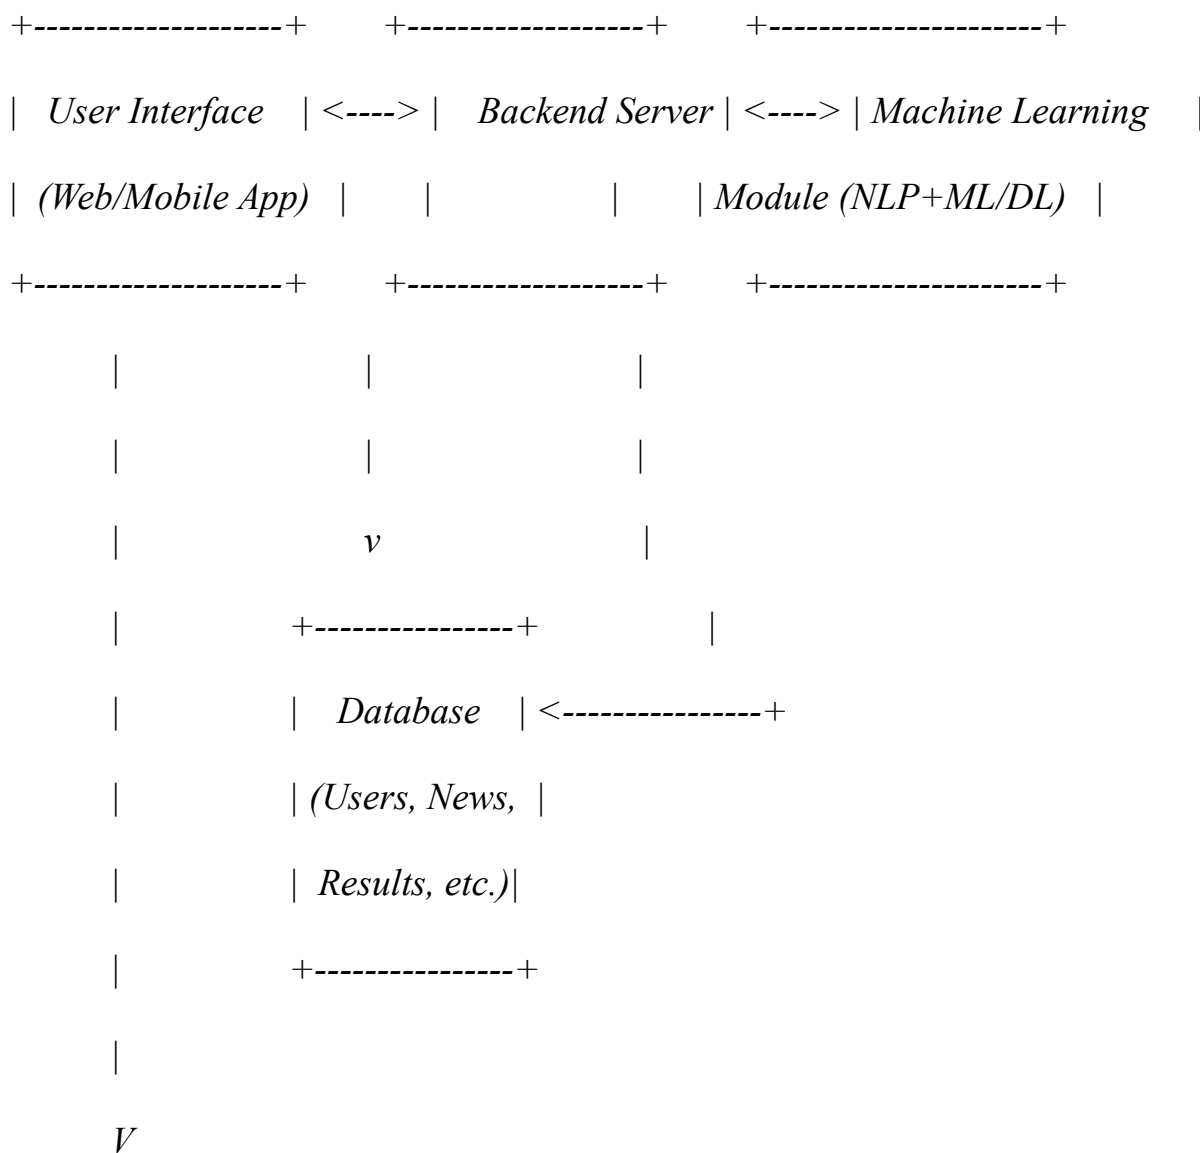 +--------------------+ +-------------------+ +----------------------+
| User Interface | <----> | Backend Server | <----> | Machine Learning |
| (Web/Mobile App) | | | | Module (NLP+ML/DL) |
+--------------------+ +-------------------+ +----------------------+
| | |
| | |
| v |
| +----------------+ |
| | Database | <----------------+
| | (Users, News, |
| | Results, etc.)|
| +----------------+
|
V